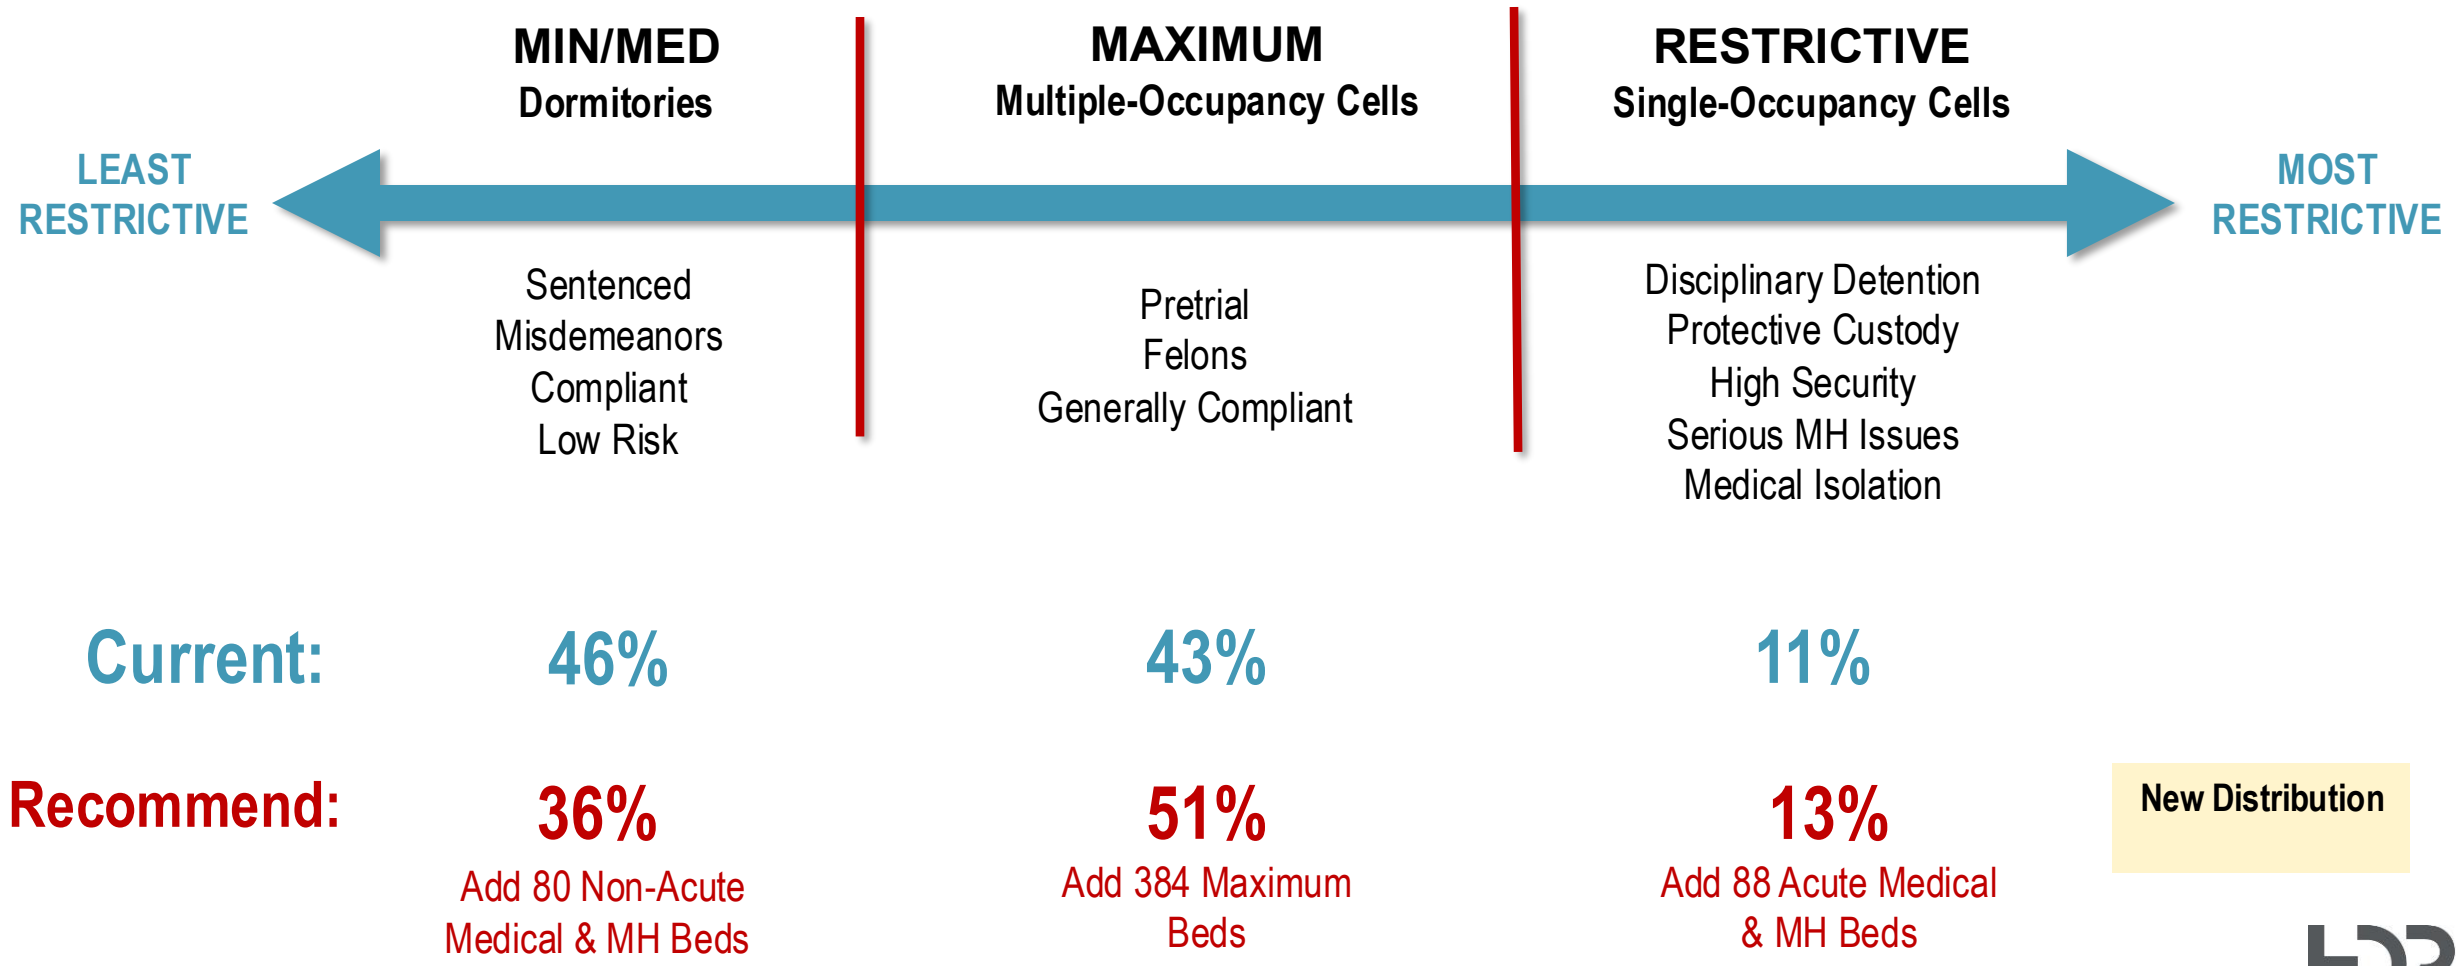 MIN/MED
Dormitories
MAXIMUM
Multiple-Occupancy Cells
RESTRICTIVE
Single-Occupancy Cells
LEAST
RESTRICTIVE
MOST
RESTRICTIVE
Sentenced
Misdemeanors
Compliant
Low Risk
Pretrial
Felons
Generally Compliant
Disciplinary Detention
Protective Custody
High Security
Serious MH Issues
Medical Isolation
Current:
46%
43%
11%
Recommend:
36%
51%
13%
New Distribution
Add 80 Non-Acute
Medical & MH Beds
Add 384 Maximum
Beds
Add 88 Acute Medical
& MH Beds